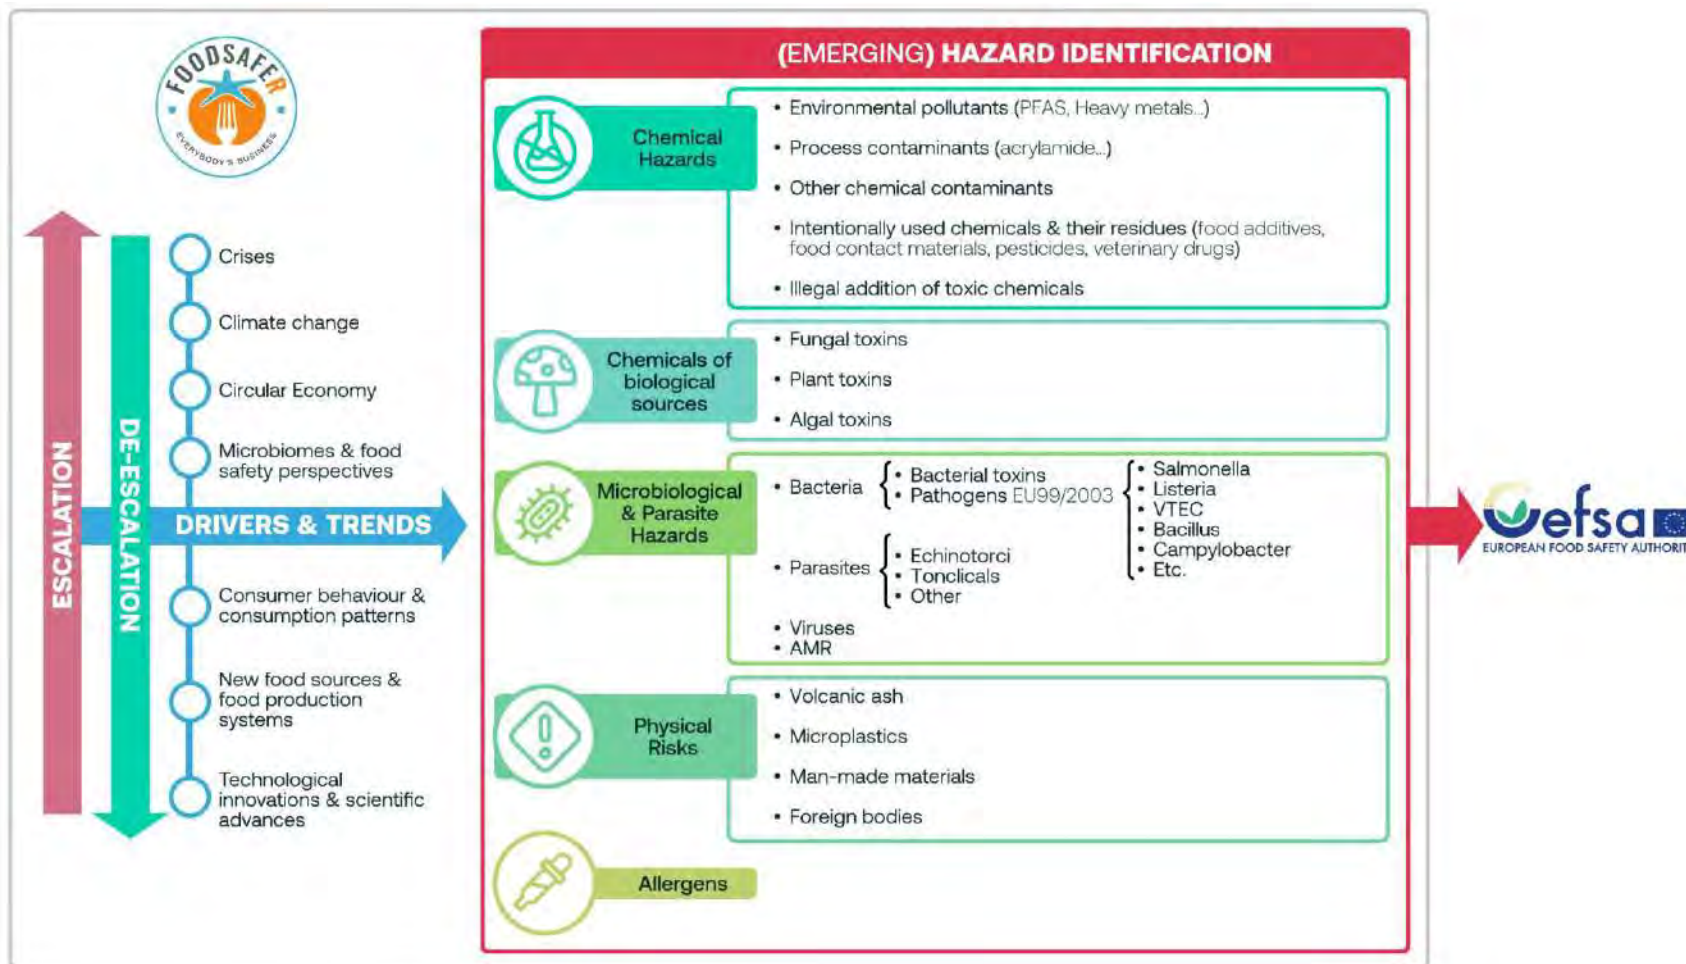 FOODSAFER
EVERYBODY'S BUSINESS
ESCALATION
DE-ESCALATION
Crises
Climate change
Circular Economy
Microbiomes & food
safety perspectives
DRIVERS & TRENDS
Consumer behaviour &
consumption patterns
New food sources &
food production
systems
Technological
innovations & scientific
advances
(EMERGING) HAZARD IDENTIFICATION
Chemical
Hazards
• Environmental pollutants (PFAS, Heavy metals...)
• Process contaminants (acrylamide...)
• Other chemical contaminants
• Intentionally used chemicals & their residues (food additives,
food contact materials, pesticides, veterinary drugs)
• Illegal addition of toxic chemicals
Chemicals of
biological
sources
• Fungal toxins
• Plant toxins
• Algal toxins
Microbiological
& Parasite
Hazards
• Bacteria
• Bacterial toxins
• Pathogens EU99/2003
• Salmonella
• Listeria
• VTEC
• Bacillus
• Campylobacter
• Etc.
• Parasites
• Echinotorci
• Tonclicals
• Other
• Viruses
• AMR
Physical
Risks
• Volcanic ash
• Microplastics
• Man-made materials
• Foreign bodies
Allergens
efsa
EUROPEAN FOOD SAFETY AUTHORIT